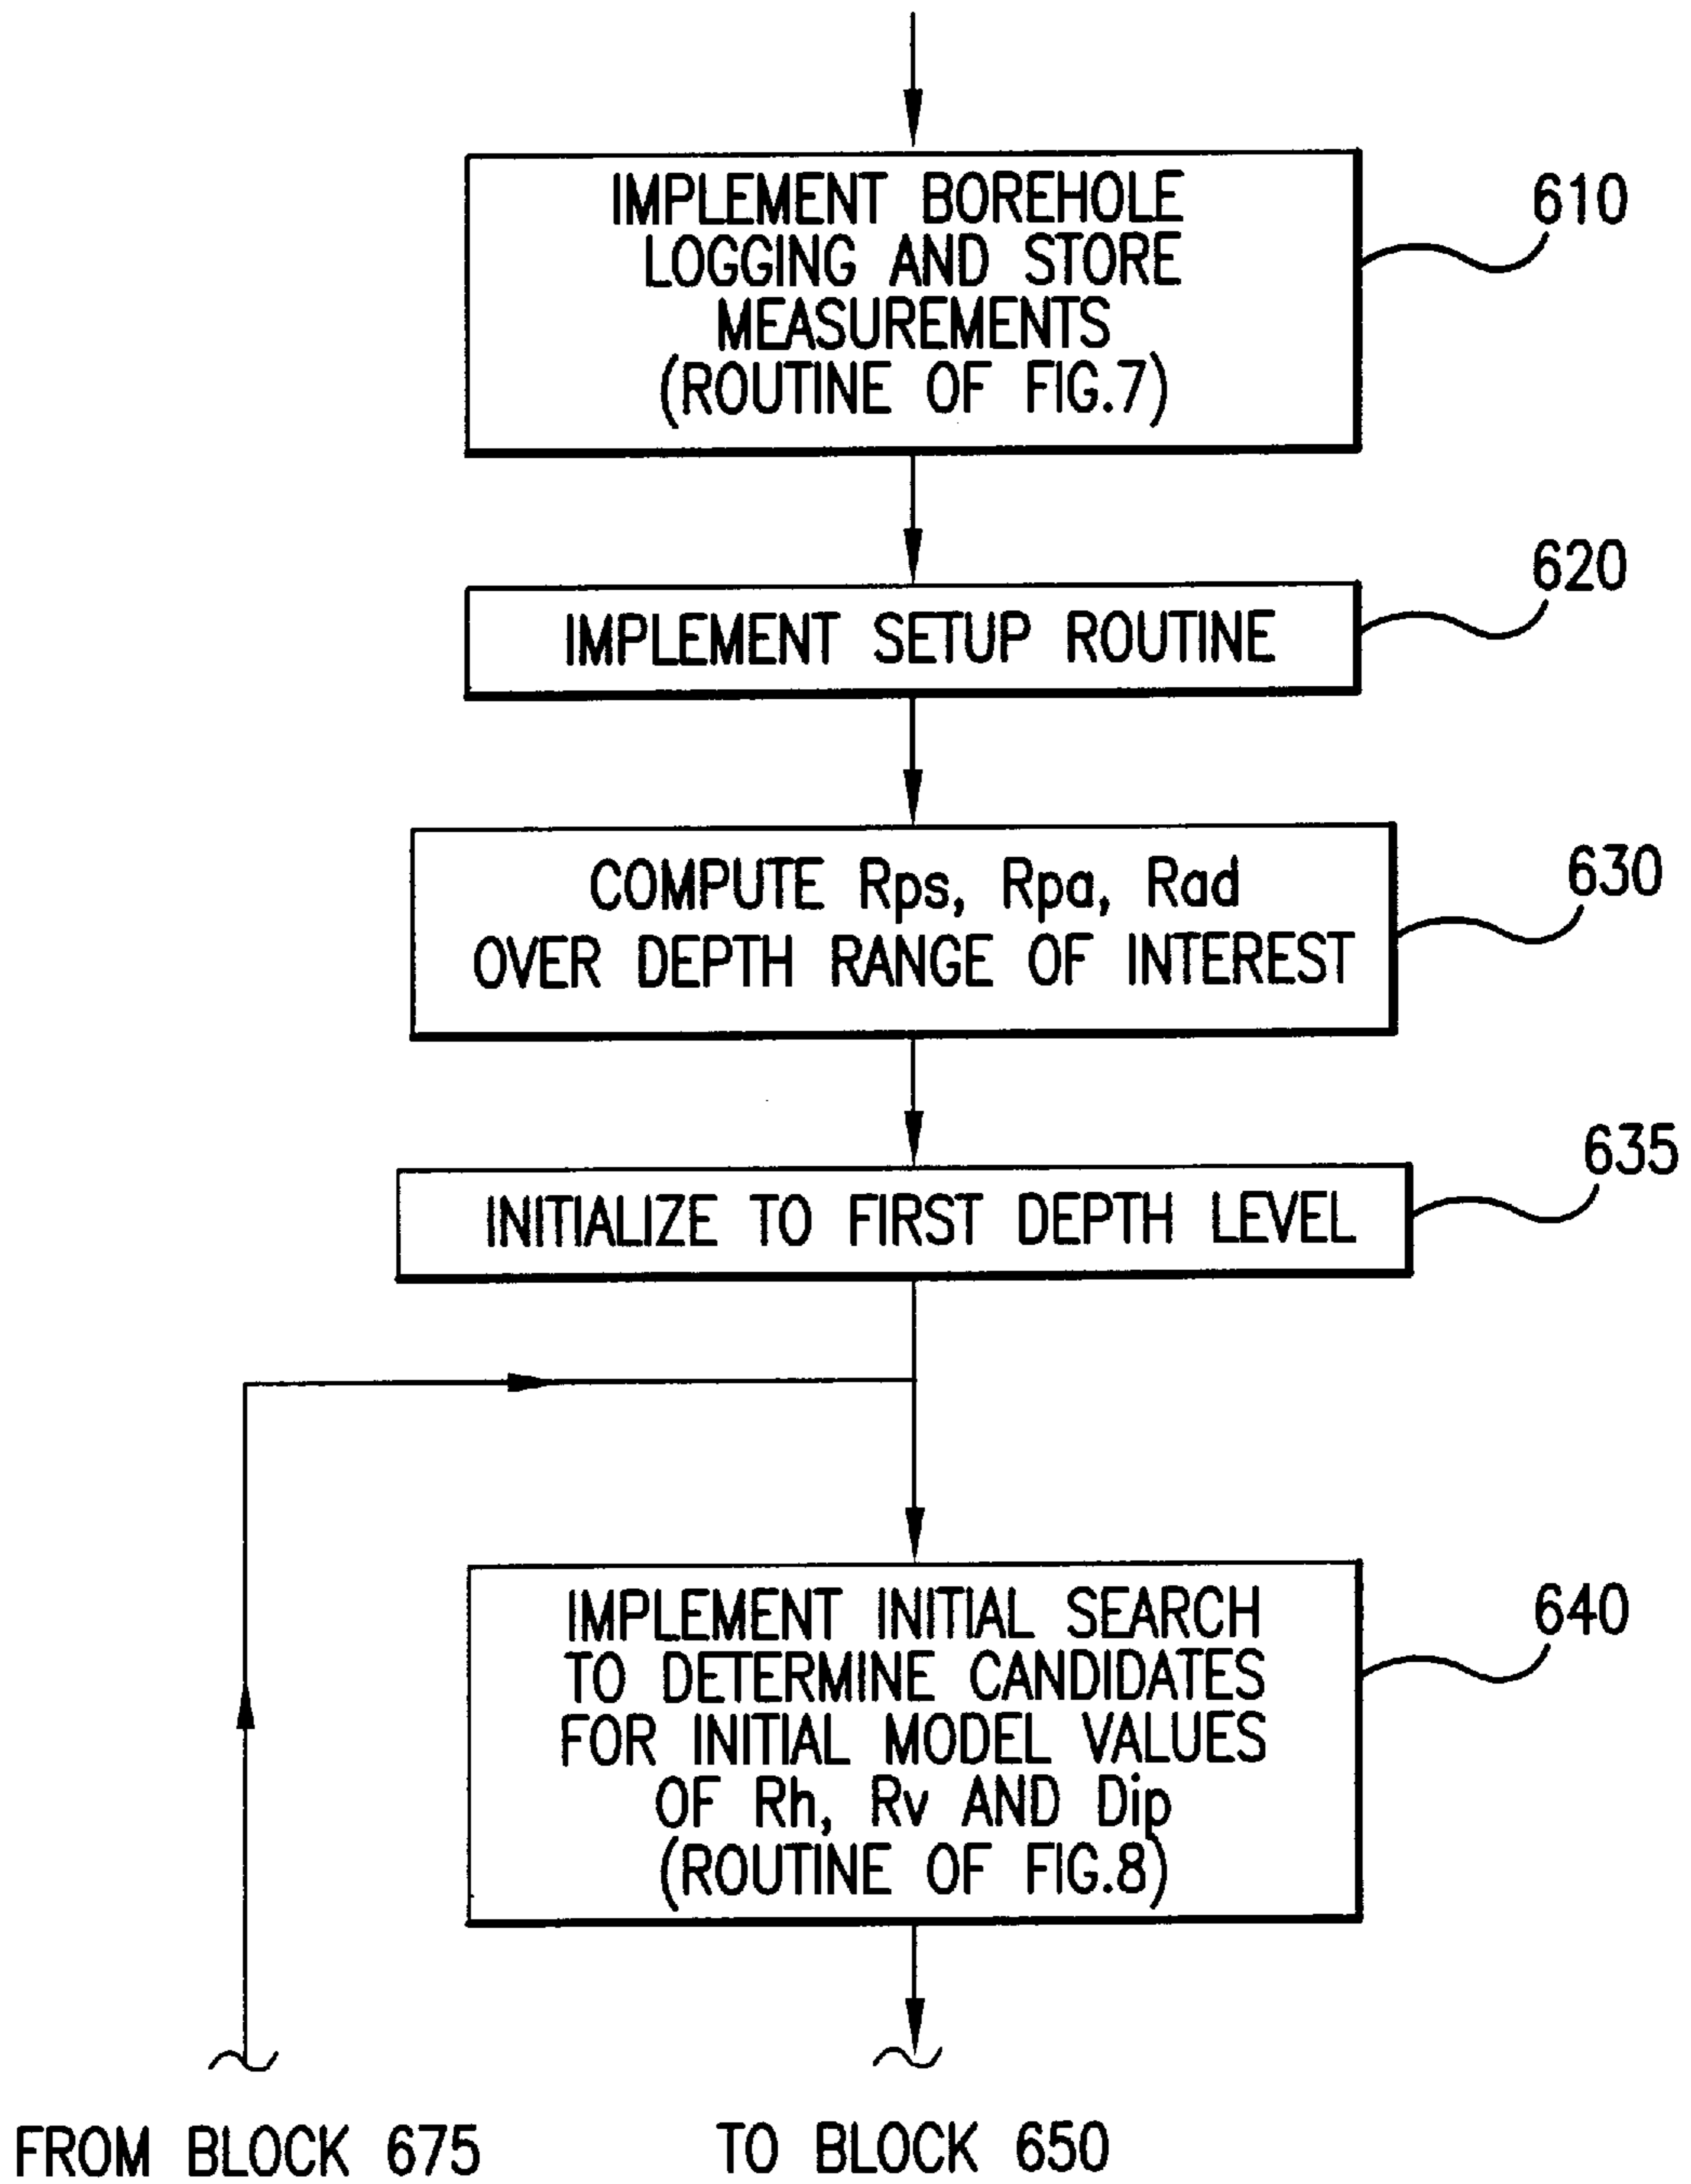 IMPLEMENT BOREHOLE
LOGGING AND STORE
MEASUREMENTS
(ROUTINE OF FIG.7)
610
IMPLEMENT SETUP ROUTINE
620
COMPUTE Rps, Rpa, Rad
OVER DEPTH RANGE OF INTEREST
630
INITIALIZE TO FIRST DEPTH LEVEL
635
IMPLEMENT INITIAL SEARCH
TO DETERMINE CANDIDATES
FOR INITIAL MODEL VALUES
OF Rh, Rv AND Dip
(ROUTINE OF FIG.8)
640
FROM BLOCK 675
TO BLOCK 650